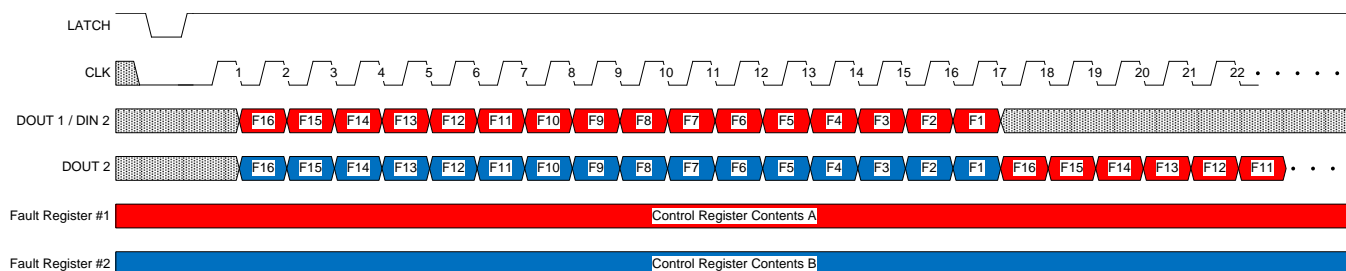 LATCH
CLK 1 2 3 4 5 6 7 8 9 10 11 12 13 14 15 16 17 18 19 20 21 22
DOUT 1 / DIN 2 F16 F15 F14 F13 F12 F11 F10 F9 F8 F7 F6 F5 F4 F3 F2 F1
DOUT 2 F16 F15 F14 F13 F12 F11 F10 F9 F8 F7 F6 F5 F4 F3 F2 F1 F16 F15 F14 F13 F12 F11
Fault Register #1 Control Register Contents A
Fault Register #2 Control Register Contents B